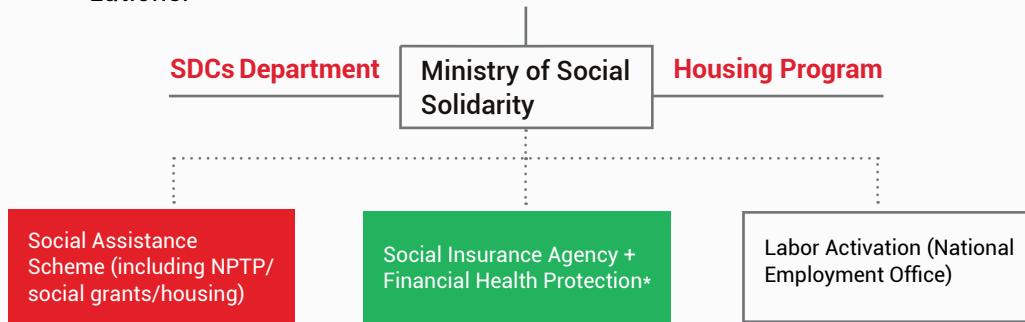 SDCs Department
Ministry of Social
Solidarity
Housing Program
Social Assistance
Scheme (including NPTP/
social grants/housing)
Social Insurance Agency +
Financial Health Protection*
Labor Activation (National
Employment Office)